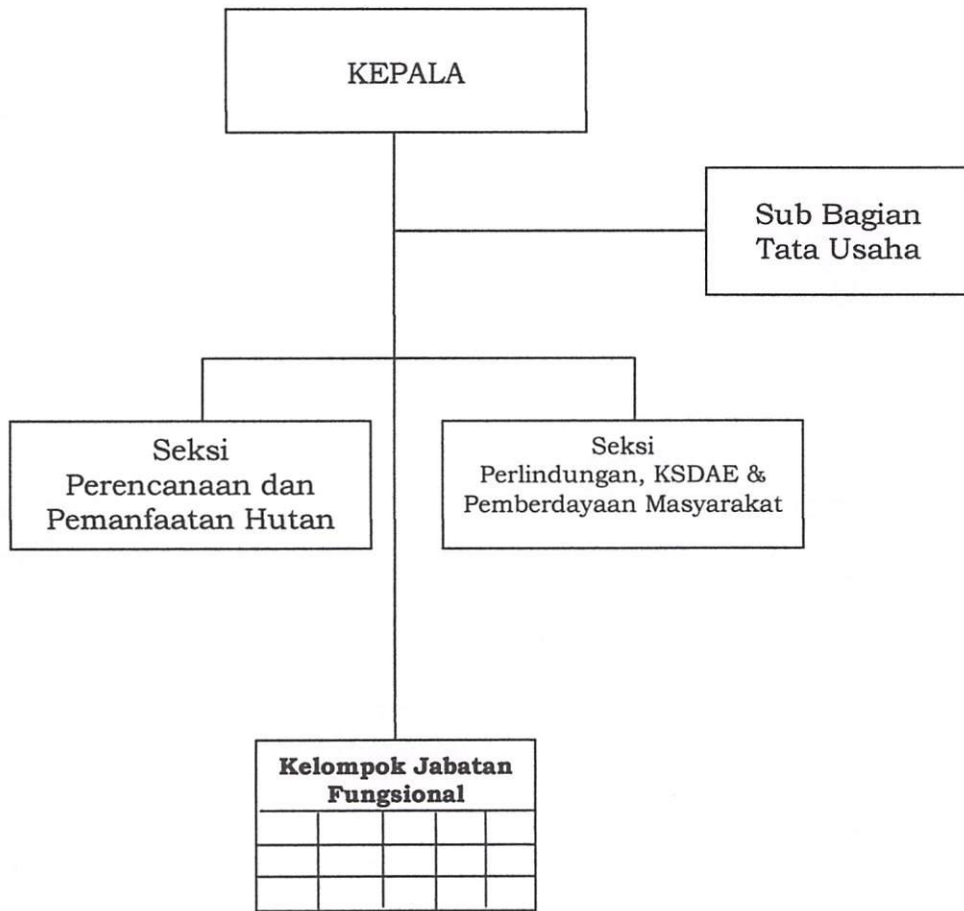 KEPALA
Sub Bagian
Tata Usaha
Seksi
Perencanaan dan
Pemanfaatan Hutan
Seksi
Perlindungan, KSDAE &
Pemberdayaan Masyarakat
Kelompok Jabatan
Fungsional